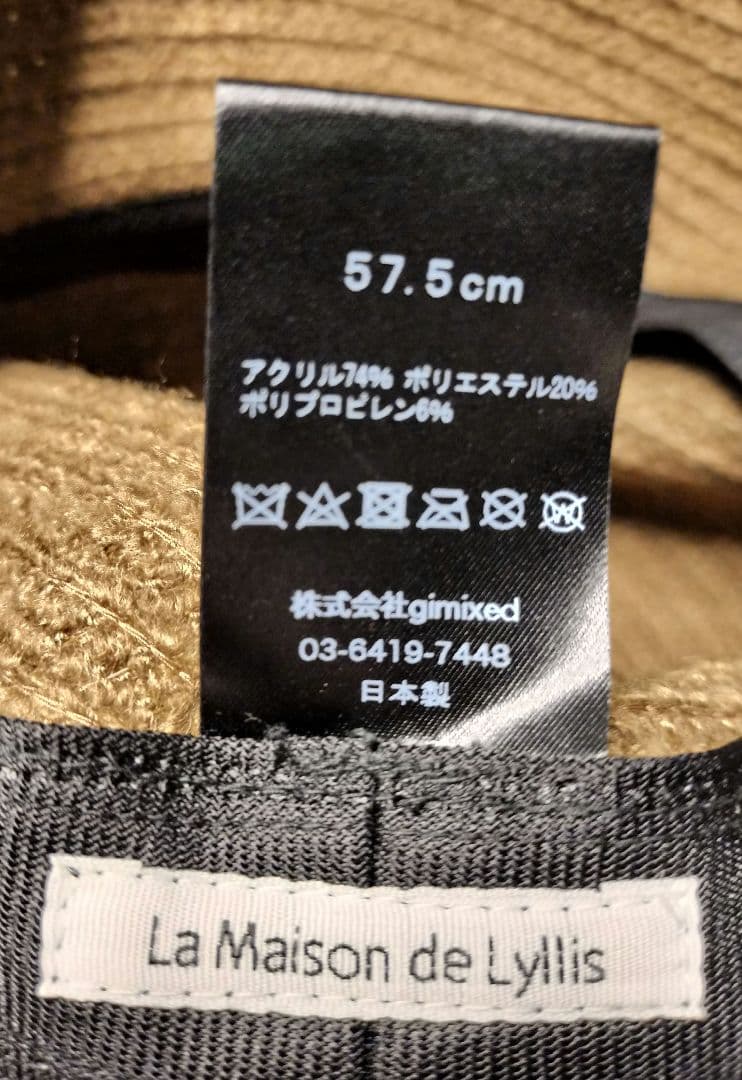 57.5cm
アクリル74% ポリエステル20%
ポリプロピレン6%
株式会社gimixed
03-6419-7448
日本製
La Maison de Lyllis